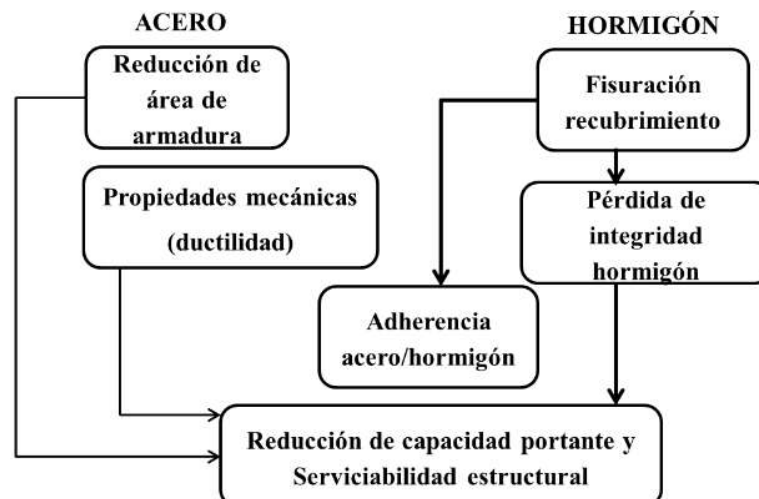 ACERO
Reducción de
área de
armadura
Propiedades mecánicas
(ductilidad)
HORMIGÓN
Fisuración
recubrimiento
Pérdida de
integridad
hormigón
Adherencia
acero/hormigón
Reducción de capacidad portante y
Serviciabilidad estructural